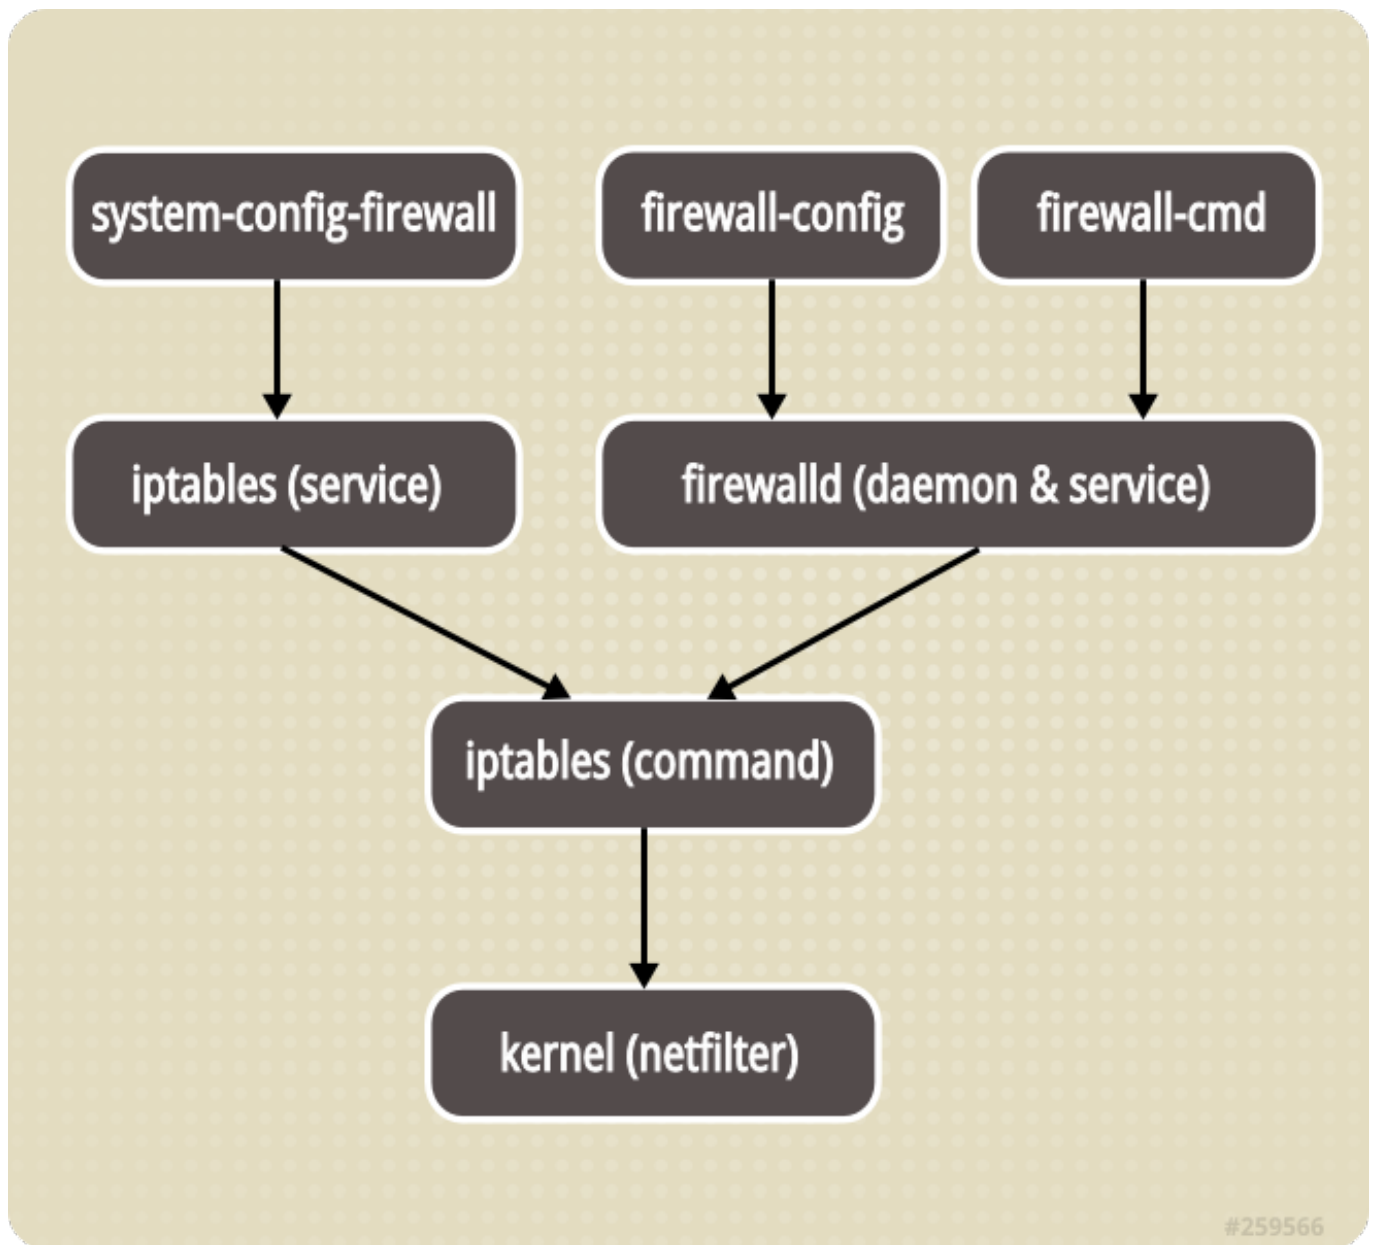 system-config-firewall
firewall-config
firewall-cmd
iptables (service)
firewalld (daemon & service)
iptables (command)
kernel (netfilter)
#259566